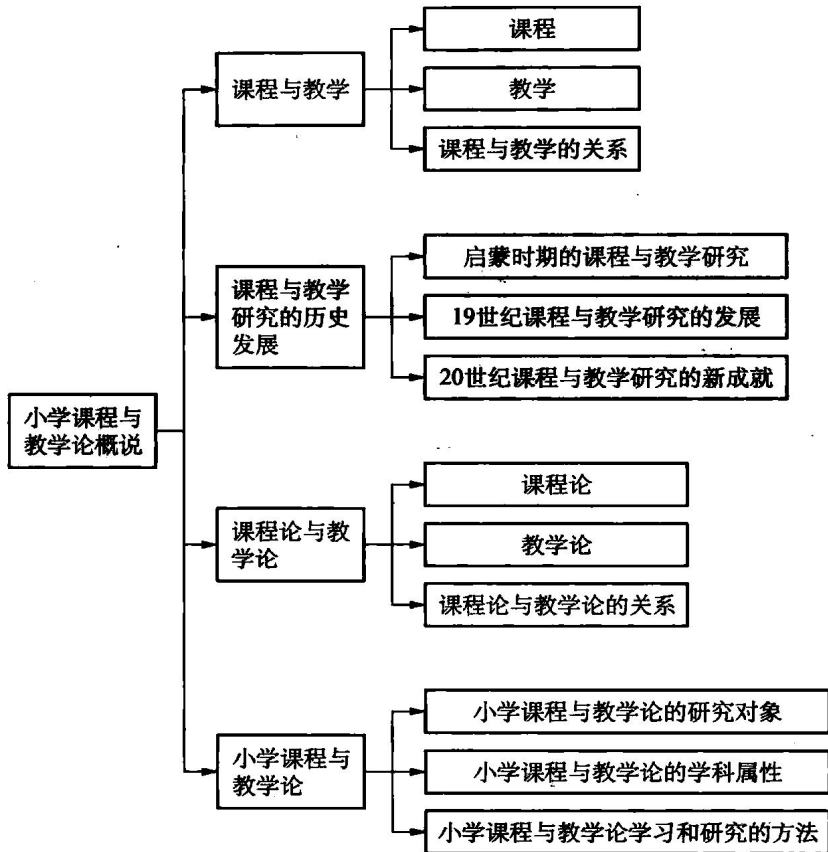 小学课程与
教学论概说
课程与教学
课程
教学
课程与教学的关系
课程与教学
研究的历史
发展
启蒙时期的课程与教学研究
19世纪课程与教学研究的发展
20世纪课程与教学研究的新成就
课程论与教
学论
课程论
教学论
课程论与教学论的关系
小学课程与
教学论
小学课程与教学论的研究对象
小学课程与教学论的学科属性
小学课程与教学论学习和研究的方法